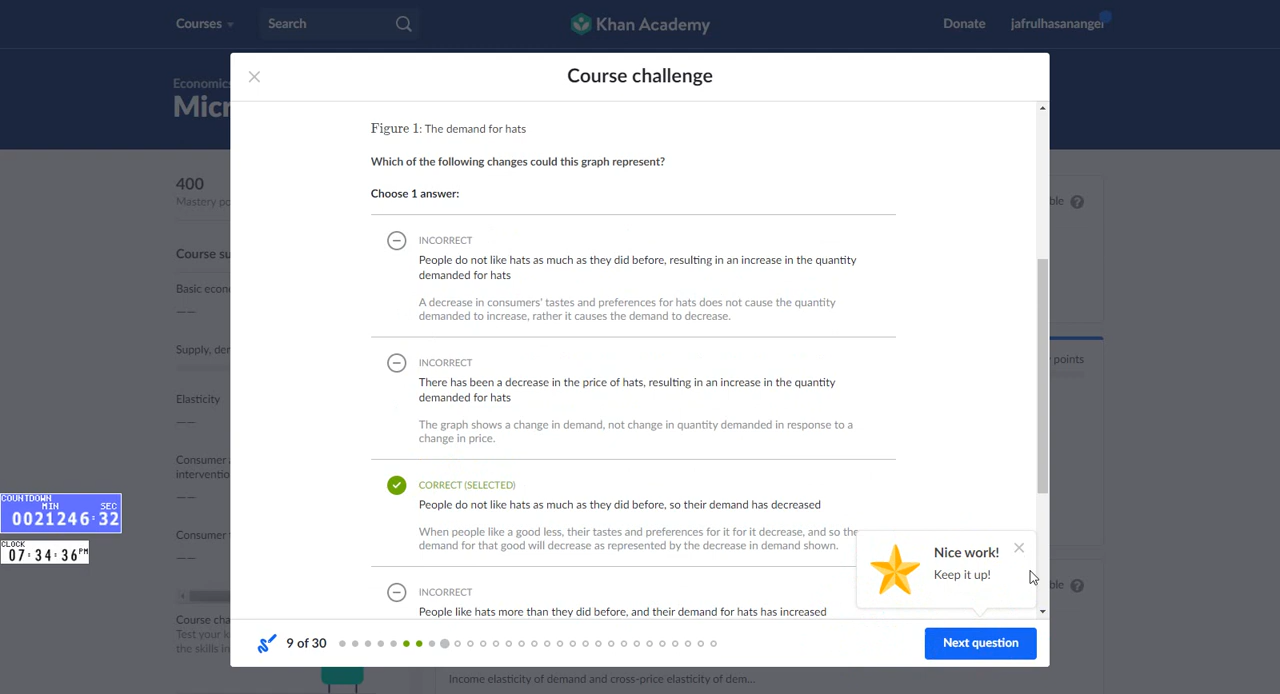 Courses
Search
Khan Academy
Donate
jafrulhasananger
Economics
Micr
Course challenge
400
Mastery po
Course su
Basic econ
——
Supply, de
Elasticity
——
Consumer
interventio
——
Consumer
——
Course cha
Test your k
the skills in
Figure 1: The demand for hats
Which of the following changes could this graph represent?
Choose 1 answer:
INCORRECT
People do not like hats as much as they did before, resulting in an increase in the quantity
demanded for hats
A decrease in consumers' tastes and preferences for hats does not cause the quantity
demanded to increase, rather it causes the demand to decrease.
INCORRECT
There has been a decrease in the price of hats, resulting in an increase in the quantity
demanded for hats
The graph shows a change in demand, not change in quantity demanded in response to a
change in price.
CORRECT (SELECTED)
People do not like hats as much as they did before, so their demand has decreased
When people like a good less, their tastes and preferences for it for it decrease, and so the
demand for that good will decrease as represented by the decrease in demand shown.
INCORRECT
People like hats more than they did before, and their demand for hats has increased
Nice work!
Keep it up!
9 of 30
Next question
ble ?
points
ble ?
Income elasticity of demand and cross-price elasticity of dem...
COUNTDOWN
MIN SEC
0021246:32
CLOCK
07:34:36PM